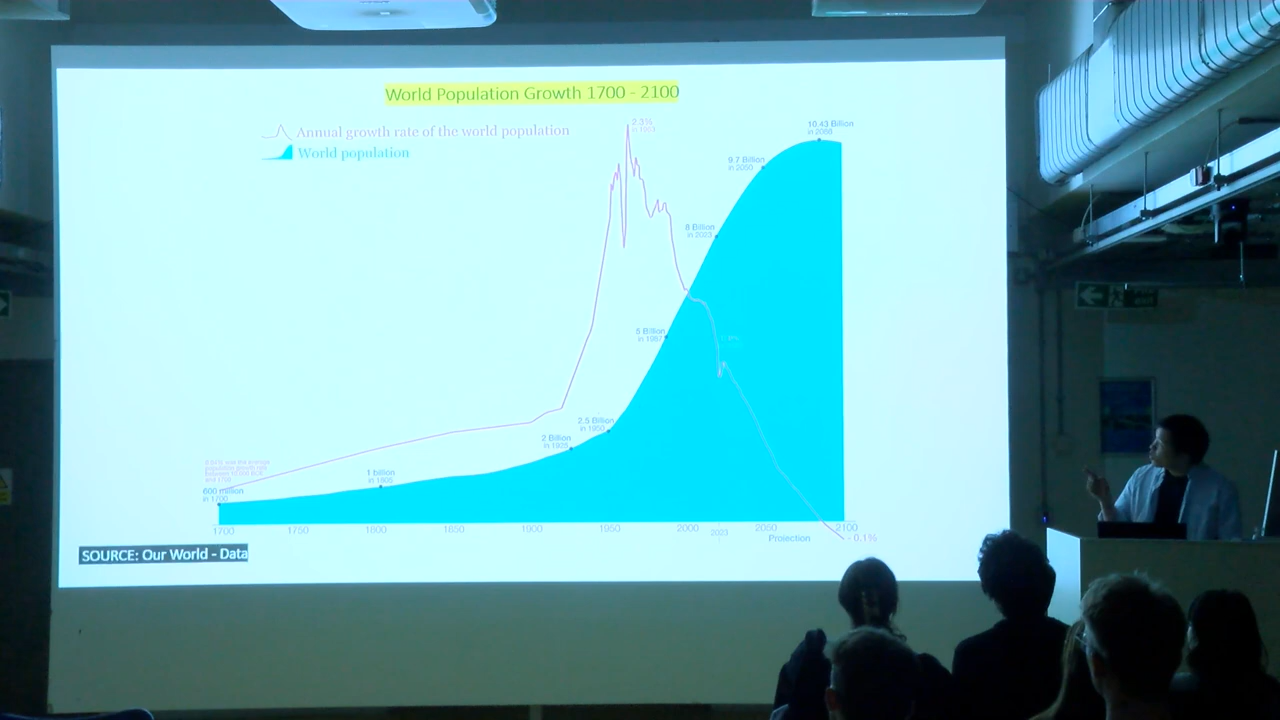 World Population Growth 1700 - 2100
Annual growth rate of the world population
World population
2.3%
in 1963
10.43 Billion
in 2086
9.7 Billion
in 2050
8 Billion
in 2023
5 Billion
in 1987
2.5 Billion
in 1950
2 Billion
in 1928
1 billion
in 1805
600 million
in 1700
1700 1750 1800 1850 1900 1950 2000 2050 2100
2023
Projection
- 0.1%
SOURCE: Our World - Data